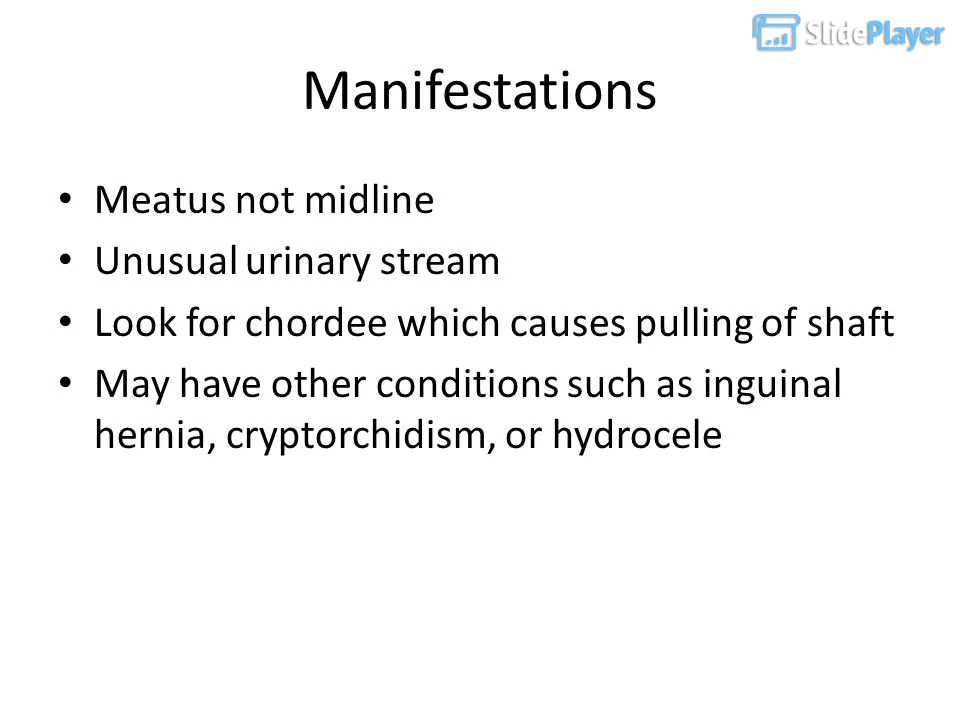 SlidePlayer
Manifestations
• Meatus not midline
• Unusual urinary stream
• Look for chordee which causes pulling of shaft
• May have other conditions such as inguinal
hernia, cryptorchidism, or hydrocele